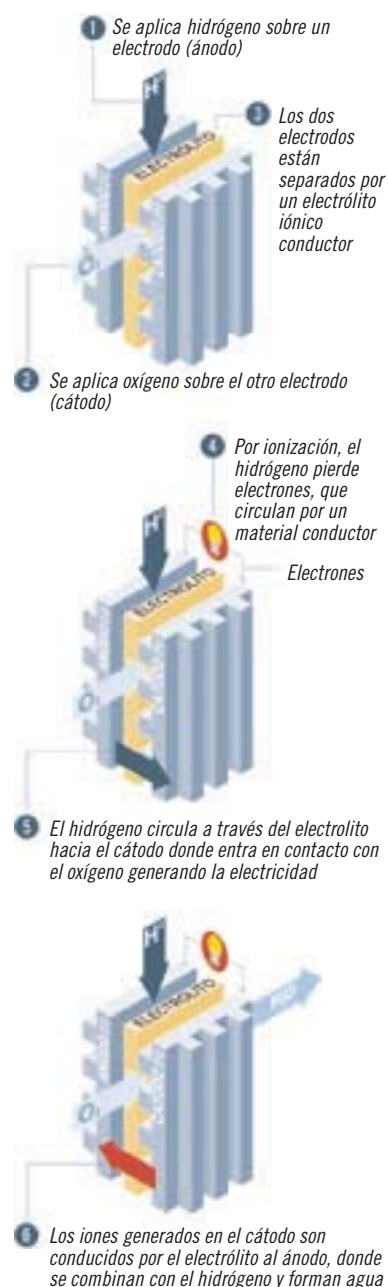 1 Se aplica hidrógeno sobre un
electrodo (ánodo)
H
ELECTROLITO
3 Los dos
electrodos
están
separados por
un electrólito
iónico
conductor
O
2 Se aplica oxígeno sobre el otro electrodo
(cátodo)
4 Por ionización, el
hidrógeno pierde
electrones, que
circulan por un
material conductor
H
Electrones
ELECTROLITO
O
5 El hidrógeno circula a través del electrolito
hacia el cátodo donde entra en contacto con
el oxígeno generando la electricidad
H
ELECTROLITO
O
6 Los iones generados en el cátodo son
conducidos por el electrólito al ánodo, donde
se combinan con el hidrógeno y forman agua